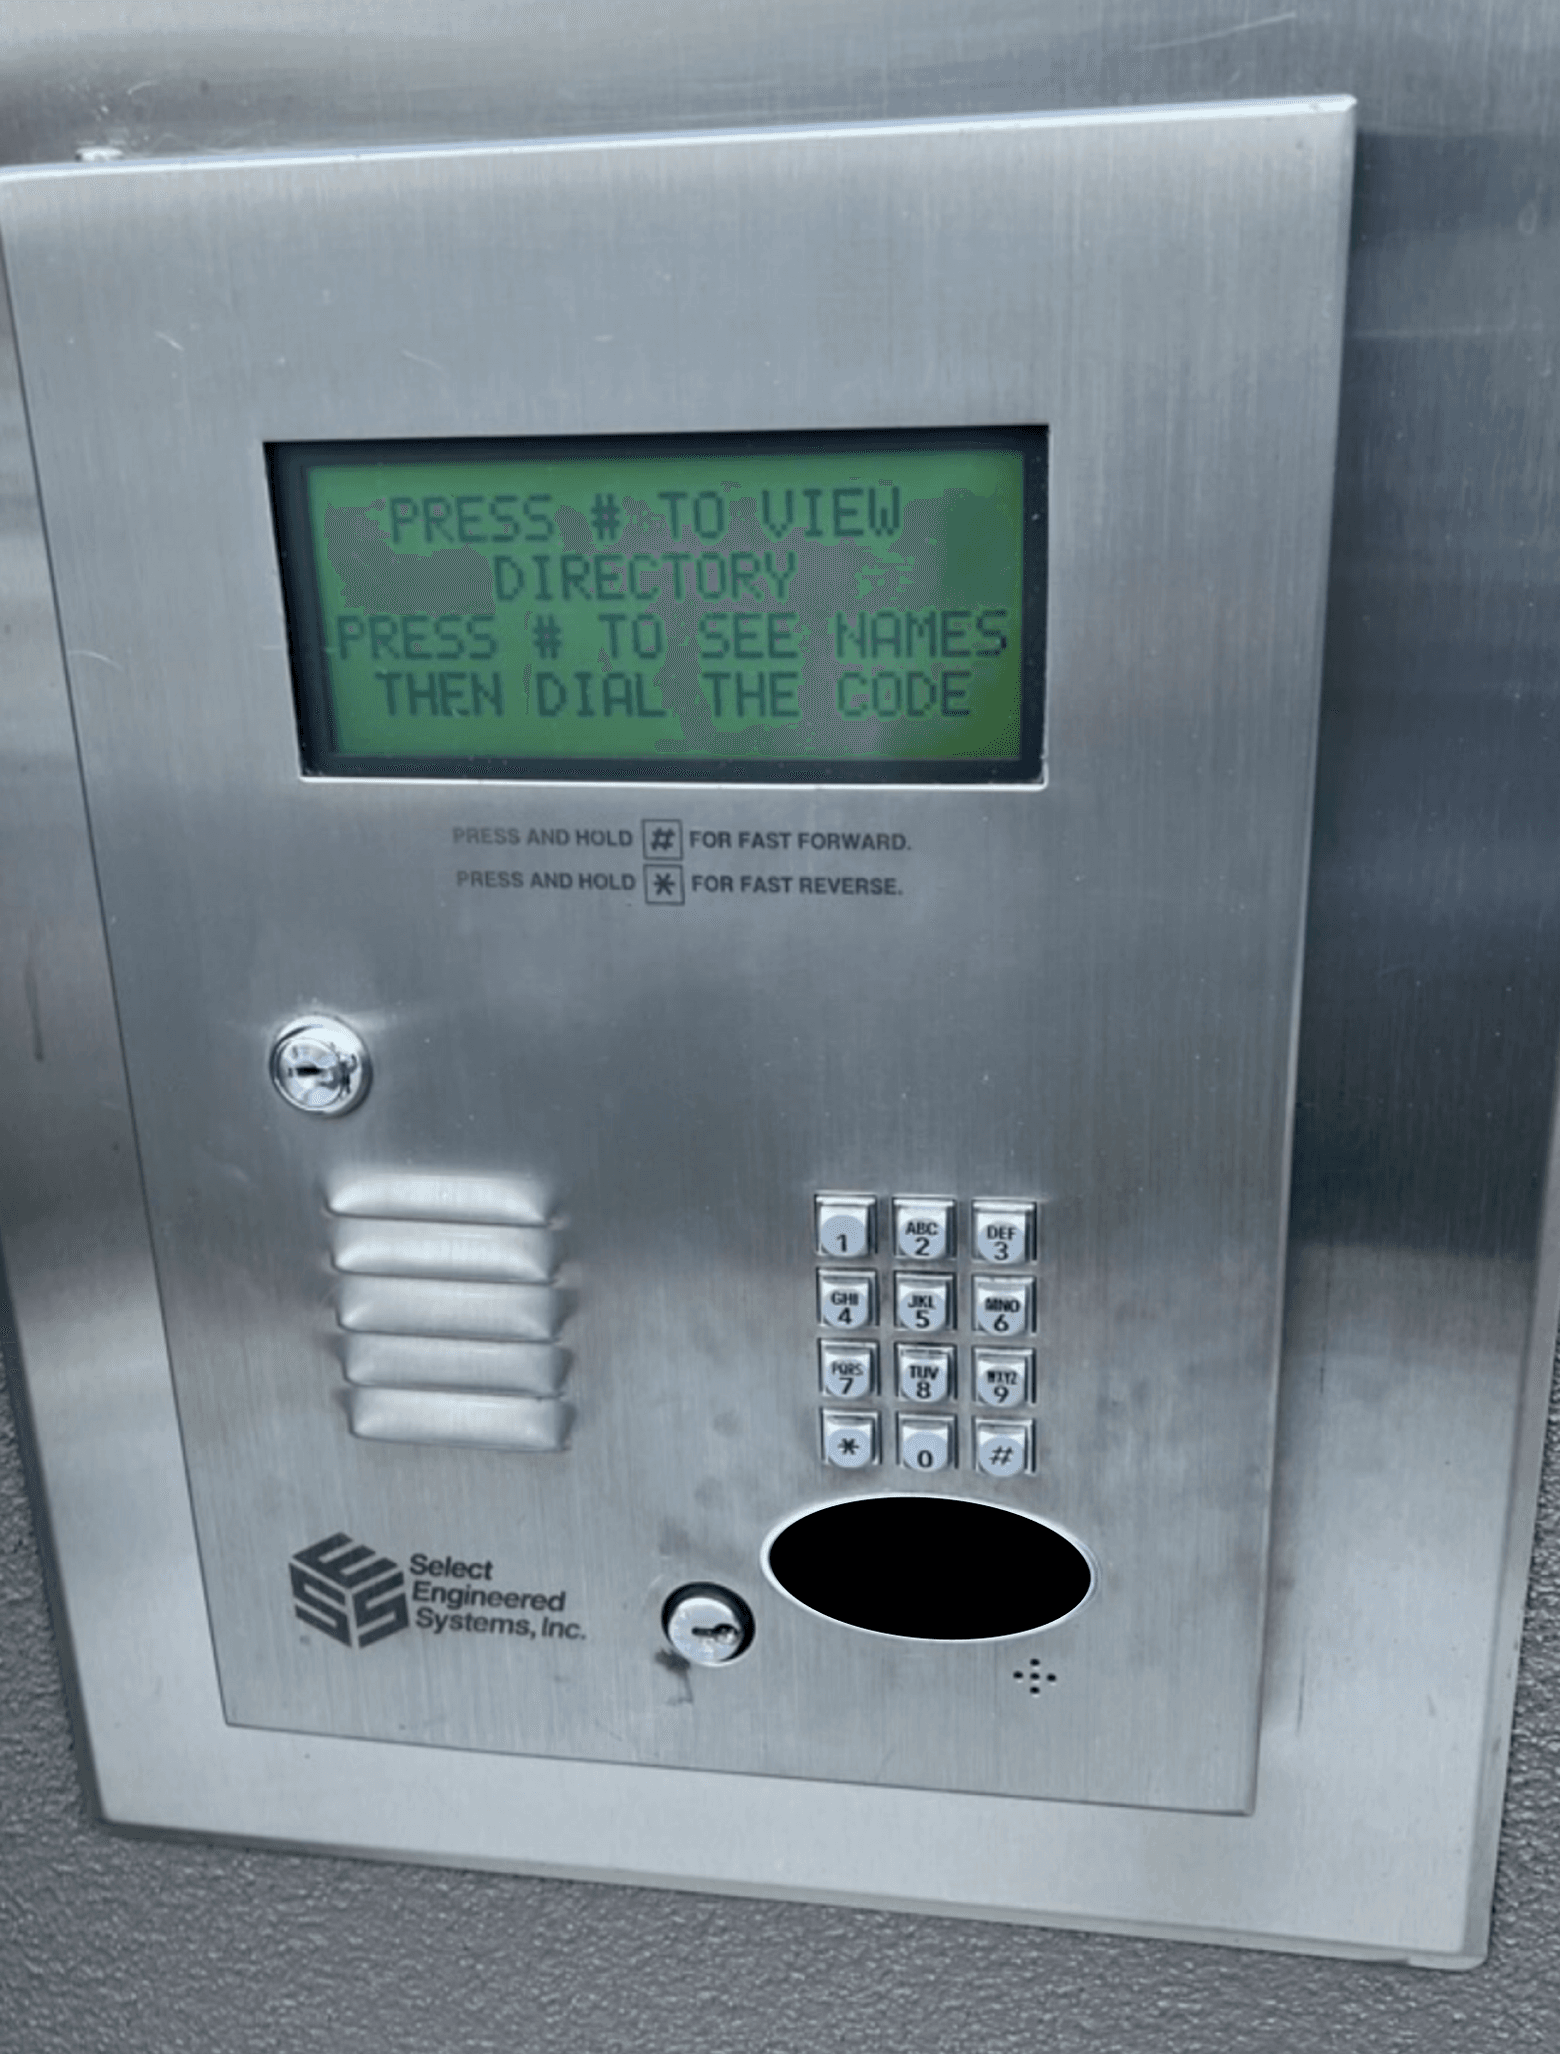 PRESS # TO VIEW
DIRECTORY
PRESS # TO SEE NAMES
THEN DIAL THE CODE
PRESS AND HOLD # FOR FAST FORWARD.
PRESS AND HOLD * FOR FAST REVERSE.
1 ABC 2 DEF 3
GHI 4 JKL 5 MNO 6
PQRS 7 TUV 8 WXYZ 9
* 0 #
SES
Select
Engineered
Systems, Inc.